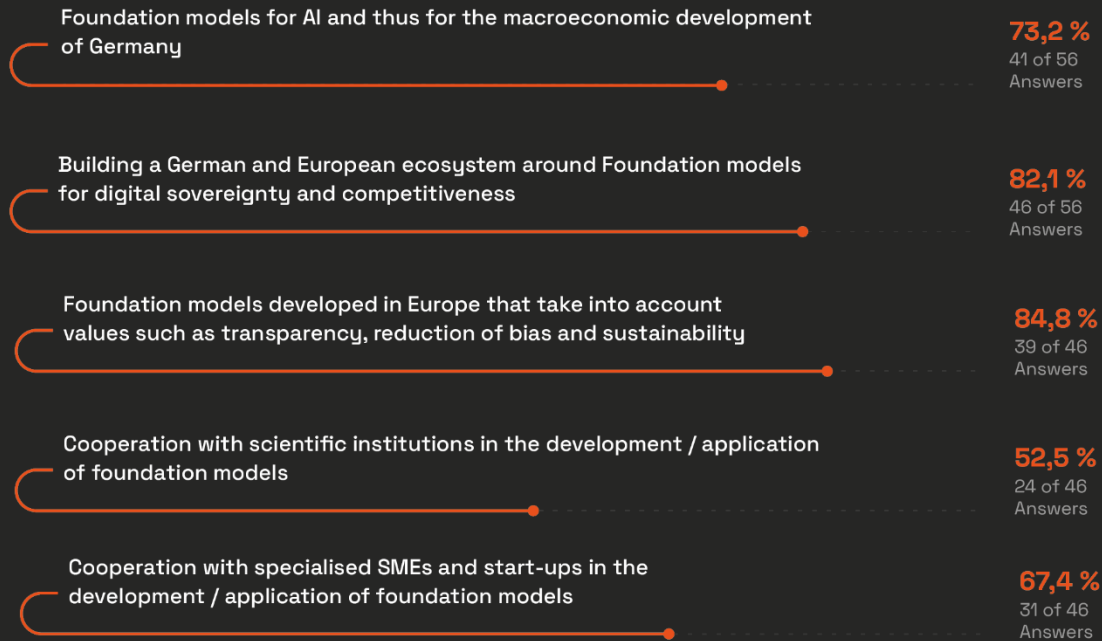 Foundation models for AI and thus for the macroeconomic development
of Germany
73,2 %
41 of 56
Answers
Building a German and European ecosystem around Foundation models
for digital sovereignty and competitiveness
82,1 %
46 of 56
Answers
Foundation models developed in Europe that take into account
values such as transparency, reduction of bias and sustainability
84,8 %
39 of 46
Answers
Cooperation with scientific institutions in the development / application
of foundation models
52,5 %
24 of 46
Answers
Cooperation with specialised SMEs and start-ups in the
development / application of foundation models
67,4 %
31 of 46
Answers